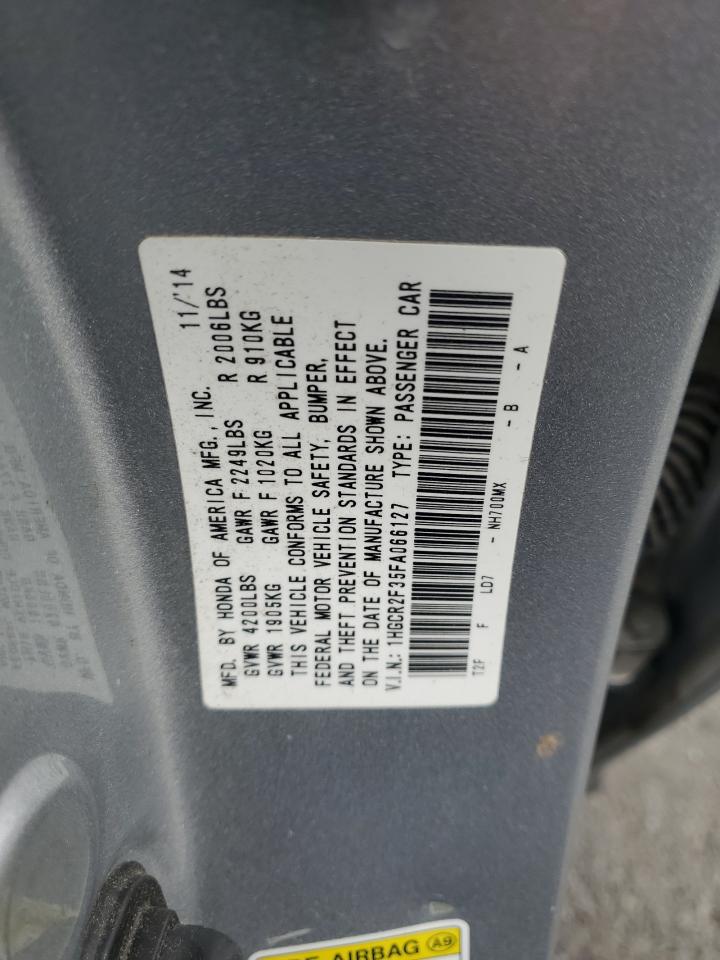 MFD. BY HONDA OF AMERICA MFG., INC. 11/'14
GVWR 4200LBS GAWR F 2249LBS R 2006LBS
GVWR 1905KG GAWR F 1020KG R 910KG
THIS VEHICLE CONFORMS TO ALL APPLICABLE
FEDERAL MOTOR VEHICLE SAFETY, BUMPER,
AND THEFT PREVENTION STANDARDS IN EFFECT
ON THE DATE OF MANUFACTURE SHOWN ABOVE.
V.I.N.: 1HGCR2F35FA066127 TYPE: PASSENGER CAR
T2F F LD7 - NH700MX - B - A
AIRBAG A9